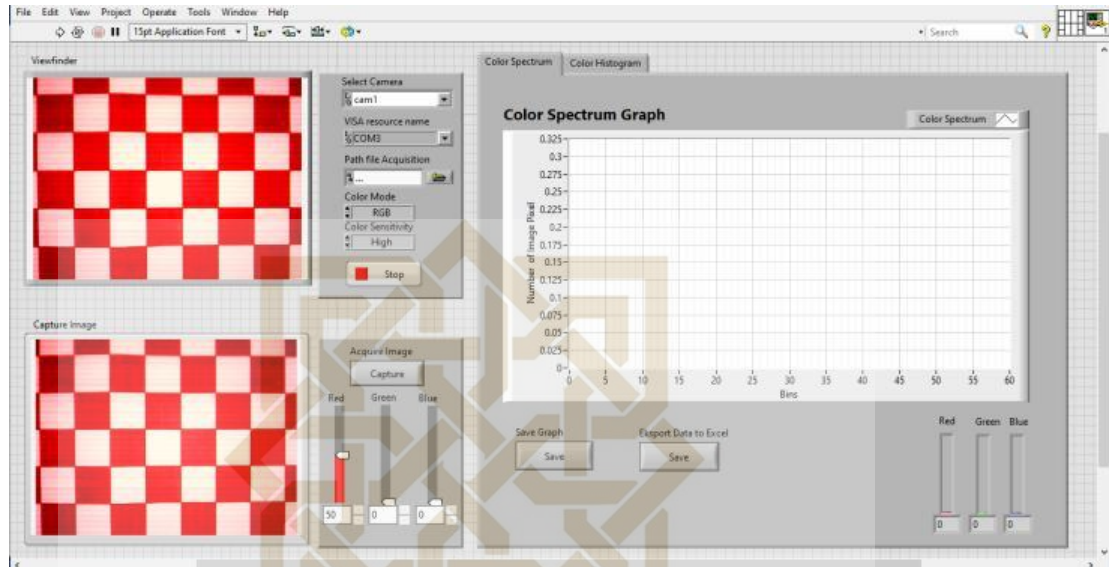 File Edit View Project Operate Tools Window Help
15pt Application Font
Search
Viewfinder
Select Camera
cam1
VISA resource name
COM3
Path file Acquisition
...
Color Mode
RGB
Color Sensitivity
High
Stop
Capture Image
Acquire Image
Capture
Red Green Blue
50 0 0
Color Spectrum Color Histogram
Color Spectrum Graph
Color Spectrum
0.325
0.3
0.275
0.25
0.225
0.2
0.175
0.15
0.125
0.1
0.075
0.05
0.025
0
Number of Image Pixel
0 5 10 15 20 25 30 35 40 45 50 55 60
Bins
Save Graph
Save
Eksport Data to Excel
Save
Red Green Blue
0 0 0